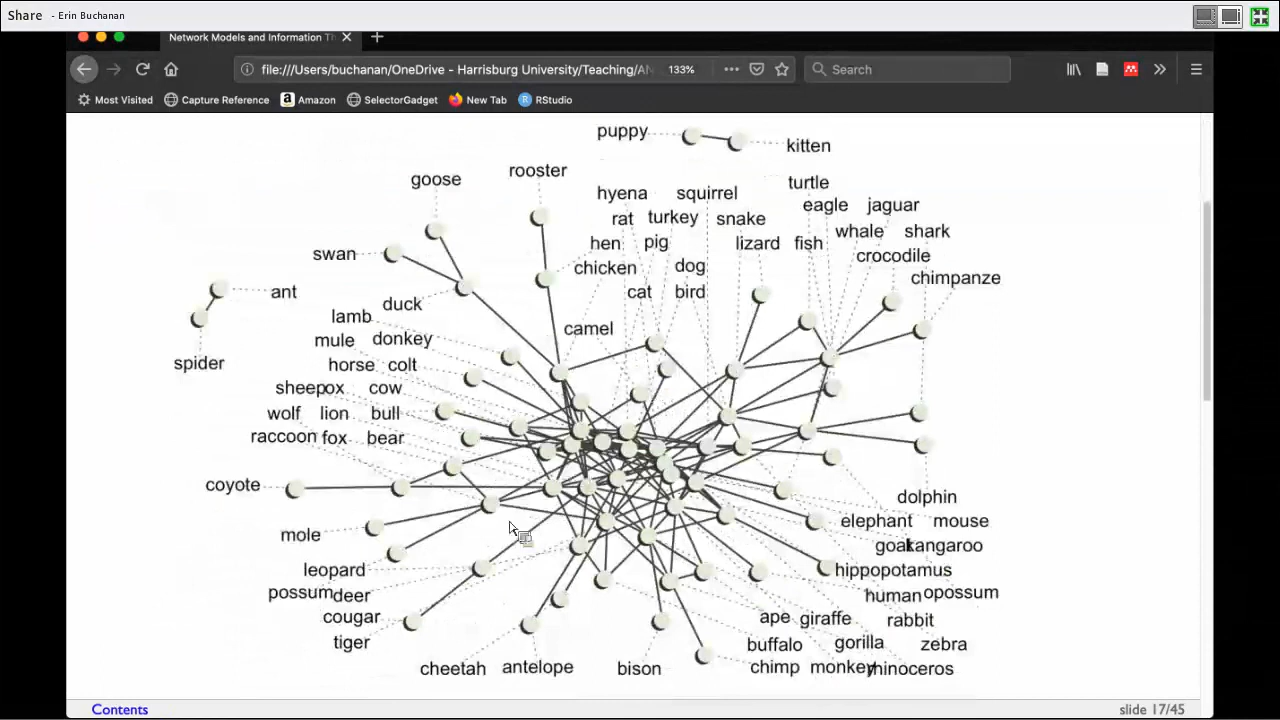 Share - Erin Buchanan
Network Models and Information Th
file:///Users/buchanan/OneDrive - Harrisburg University/Teaching/AN 133% Search
Most Visited Capture Reference Amazon SelectorGadget New Tab RStudio
puppy kitten
rooster
goose turtle
hyena squirrel
eagle jaguar
rat turkey snake
whale shark
hen pig lizard fish
swan crocodile
chicken dog
chimpanze
ant cat bird
duck
lamb camel
mule donkey
spider horse colt
sheep ox cow
wolf lion bull
raccoon fox bear
coyote
dolphin
elephant mouse
mole goat kangaroo
leopard hippopotamus
possum deer human opossum
cougar ape giraffe rabbit
tiger buffalo gorilla zebra
cheetah antelope bison chimp monkey rhinoceros
Contents slide 17/45